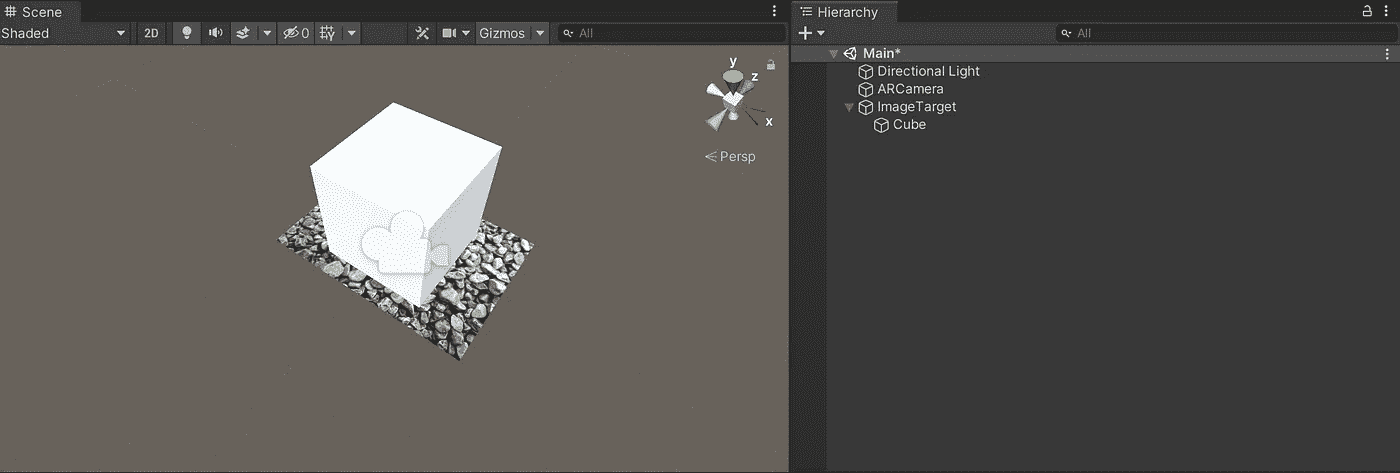 Scene
Shaded 2D 0 Gizmos All
y
z
x
Persp
Hierarchy
All
Main*
Directional Light
ARCamera
ImageTarget
Cube